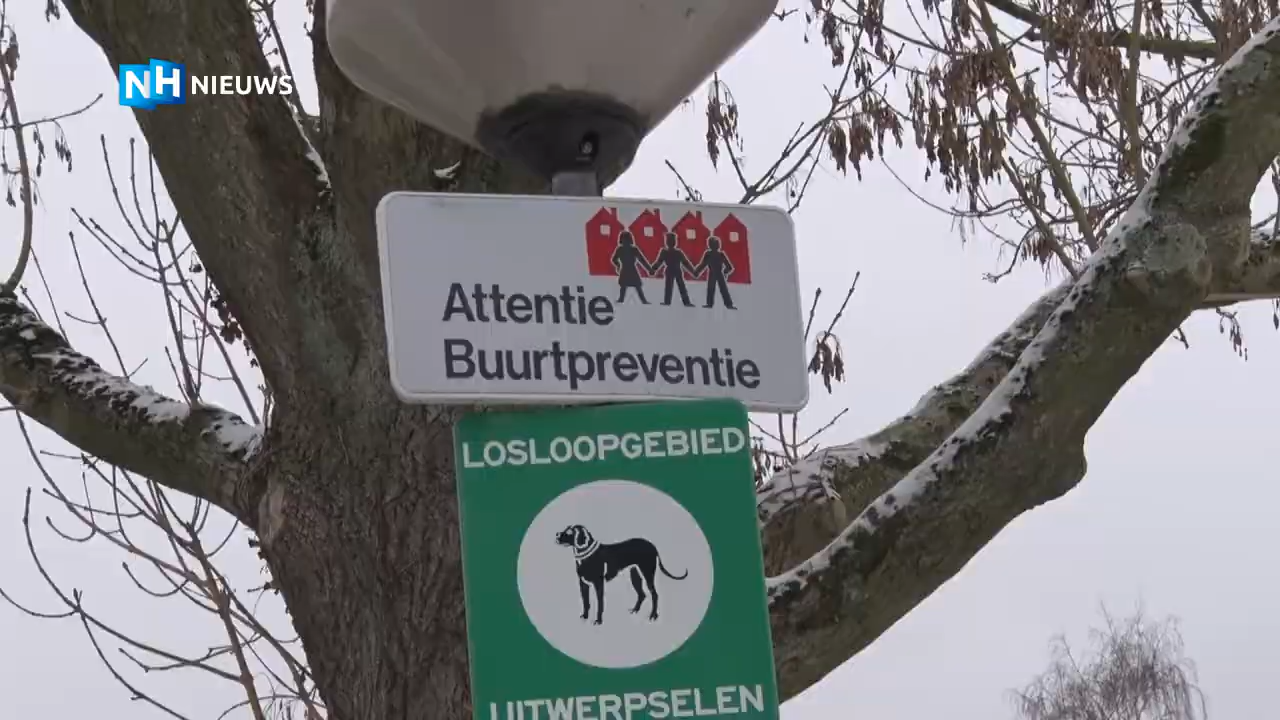 NH NIEUWS
Attentie
Buurtpreventie
LOSLOOPGEBIED
UITWERPSELEN